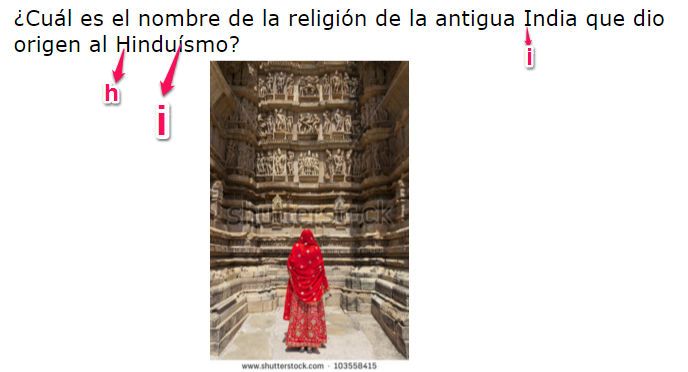 ¿Cuál es el nombre de la religión de la antigua India que dio
origen al Hinduísmo?
i
h
i
shutterstock
www.shutterstock.com · 103558415